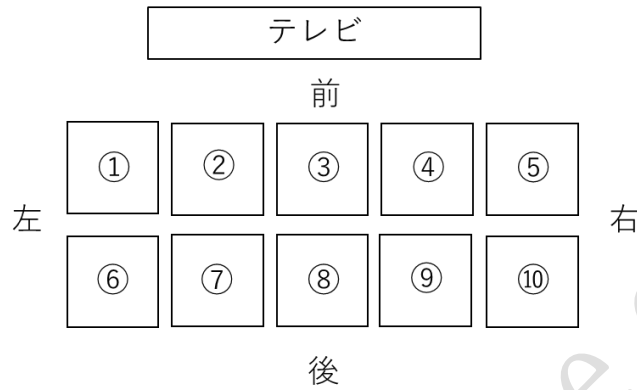 テレビ
前
① ② ③ ④ ⑤
左 右
⑥ ⑦ ⑧ ⑨ ⑩
後